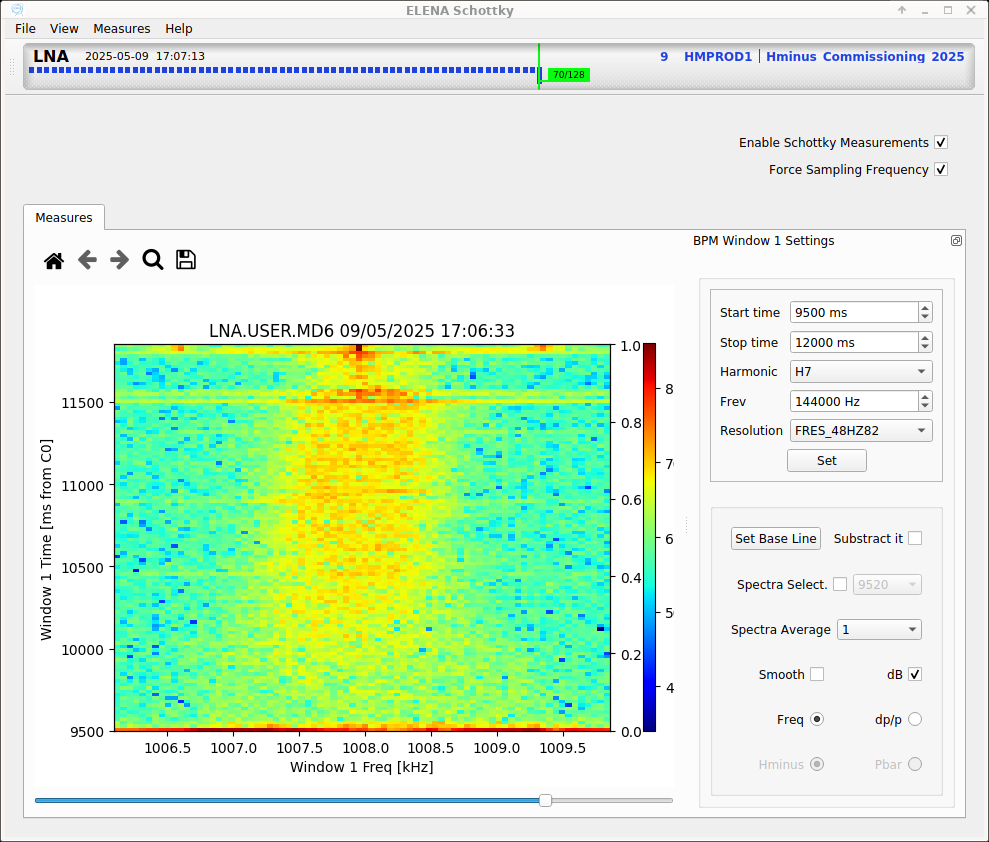 ELENA Schottky
File View Measures Help
LNA 2025-05-09 17:07:13 9 HMPROD1 | Hminus Commissioning 2025
70/128
Enable Schottky Measurements
Force Sampling Frequency
Measures
BPM Window 1 Settings
LNA.USER.MD6 09/05/2025 17:06:33
Window 1 Time [ms from C0]
11500
11000
10500
10000
9500
1006.5 1007.0 1007.5 1008.0 1008.5 1009.0 1009.5
Window 1 Freq [kHz]
1.0
0.8
0.6
0.4
0.2
0.0
8
7
6
5
4
Start time 9500 ms
Stop time 12000 ms
Harmonic H7
Frev 144000 Hz
Resolution FRES_48HZ82
Set
Set Base Line Substract it
Spectra Select. 9520
Spectra Average 1
Smooth dB
Freq dp/p
Hminus Pbar